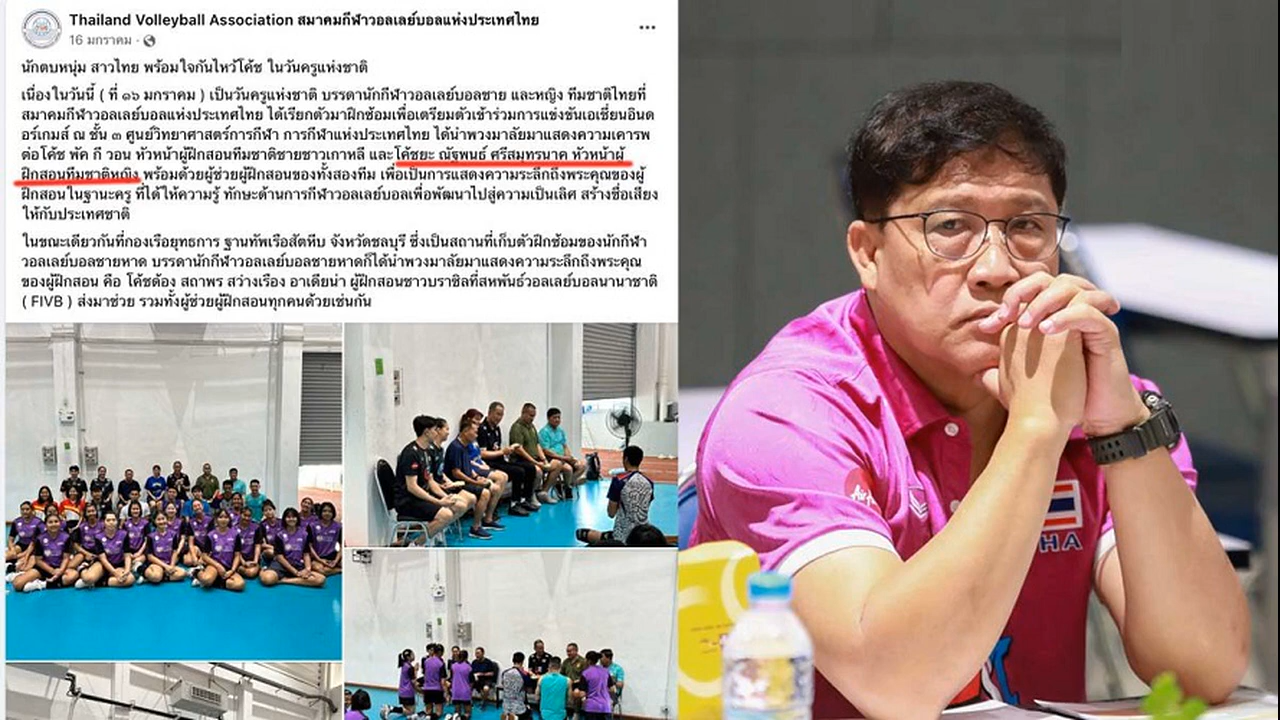 Thailand Volleyball Association สมาคมกีฬาวอลเลย์บอลแห่งประเทศไทย
16 มกราคม ·
นักตบหนุ่ม สาวไทย พร้อมใจกันไหว้โค้ช ในวันครูแห่งชาติ
เนื่องในวันนี้ ( ที่ ๑๖ มกราคม ) เป็นวันครูแห่งชาติ บรรดานักกีฬาวอลเลย์บอลชาย และหญิง ทีมชาติไทยที่
สมาคมกีฬาวอลเลย์บอลแห่งประเทศไทย ได้เรียกตัวมาฝึกซ้อมเพื่อเตรียมตัวเข้าร่วมการแข่งขันเอเชี่ยนอินด
อร์เกมส์ ณ ชั้น ๓ ศูนย์วิทยาศาสตร์การกีฬา การกีฬาแห่งประเทศไทย ได้นำพวงมาลัยมาแสดงความเคารพ
ต่อโค้ช พัค กี วอน หัวหน้าผู้ฝึกสอนทีมชาติชายชาวเกาหลี และโค้ชยะ ณัฐพนธ์ ศรีสมุทรนาค หัวหน้าผู้
ฝึกสอนทีมชาติหญิง พร้อมด้วยผู้ช่วยผู้ฝึกสอนของทั้งสองทีม เพื่อเป็นการแสดงความระลึกถึงพระคุณของผู้
ฝึกสอนในฐานะครู ที่ได้ให้ความรู้ ทักษะด้านการกีฬาวอลเลย์บอลเพื่อพัฒนาไปสู่ความเป็นเลิศ สร้างชื่อเสียง
ให้กับประเทศชาติ
ในขณะเดียวกันที่กองเรือยุทธการ ฐานทัพเรือสัตหีบ จังหวัดชลบุรี ซึ่งเป็นสถานที่เก็บตัวฝึกซ้อมของนักกีฬา
วอลเลย์บอลชายหาด บรรดานักกีฬาวอลเลย์บอลชายหาดก็ได้นำพวงมาลัยมาแสดงความระลึกถึงพระคุณ
ของผู้ฝึกสอน คือ โค้ชด้อง สถาพร สว่างเรือง อาเดียน่า ผู้ฝึกสอนชาวบราซิลที่สหพันธ์วอลเลย์บอลนานาชาติ
( FIVB ) ส่งมาช่วย รวมทั้งผู้ช่วยผู้ฝึกสอนทุกคนด้วยเช่นกัน